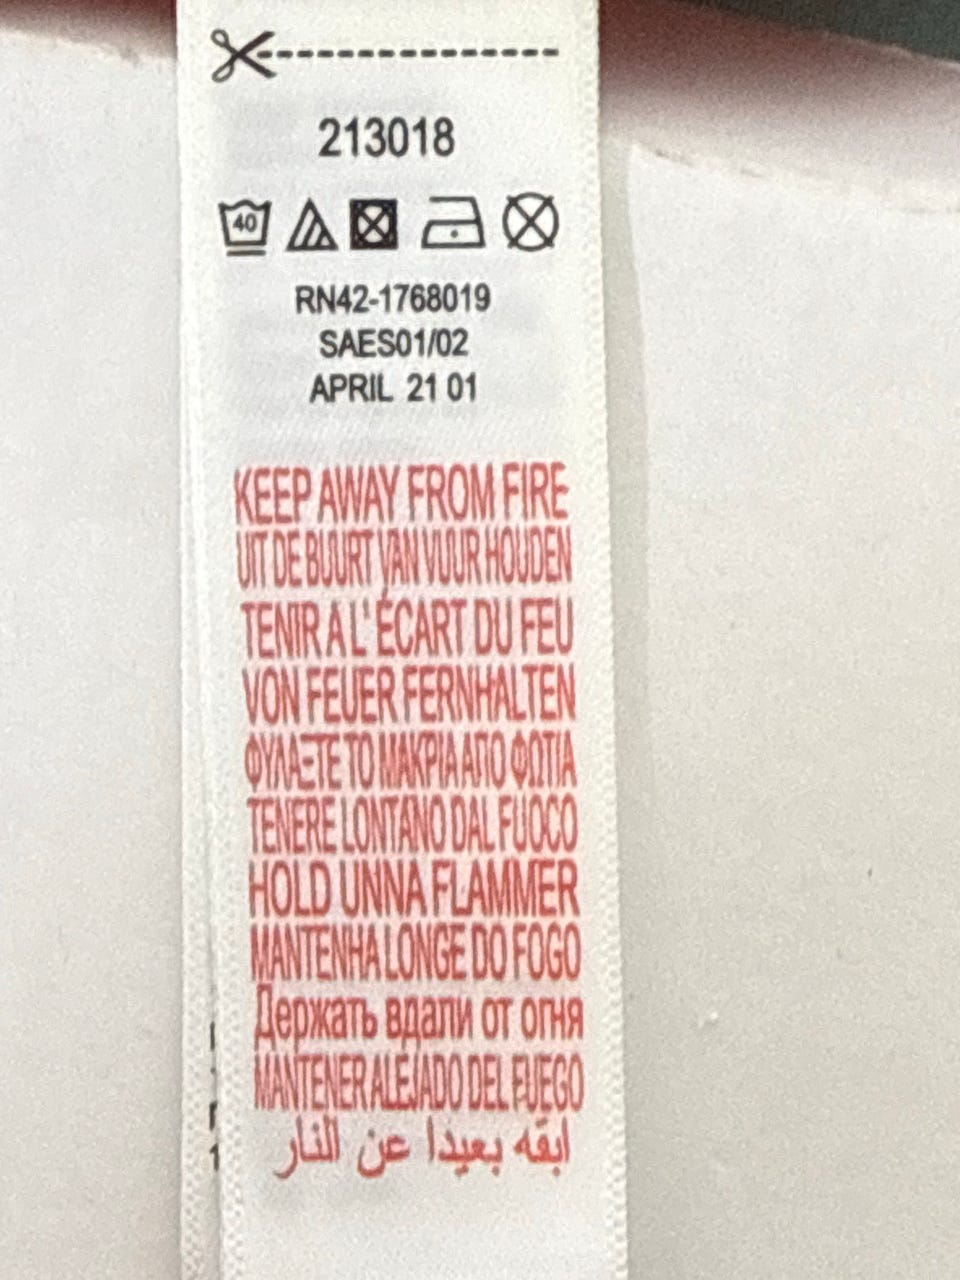 213018
40
RN42-1768019
SAES01/02
APRIL 21 01
KEEP AWAY FROM FIRE
UIT DE BUURT VAN VUUR HOUDEN
TENIR A L' ÉCART DU FEU
VON FEUER FERNHALTEN
ΦΥΛΑΞΤΕ ΤΟ ΜΑΚΡΙΑ ΑΠΟ ΦΩΤΙΑ
TENERE LONTANO DAL FUOCO
HOLD UNNA FLAMMER
MANTENHA LONGE DO FOGO
Держать вдали от огня
MANTENER ALEJADO DEL FUEGO
ابقه بعيدا عن النار